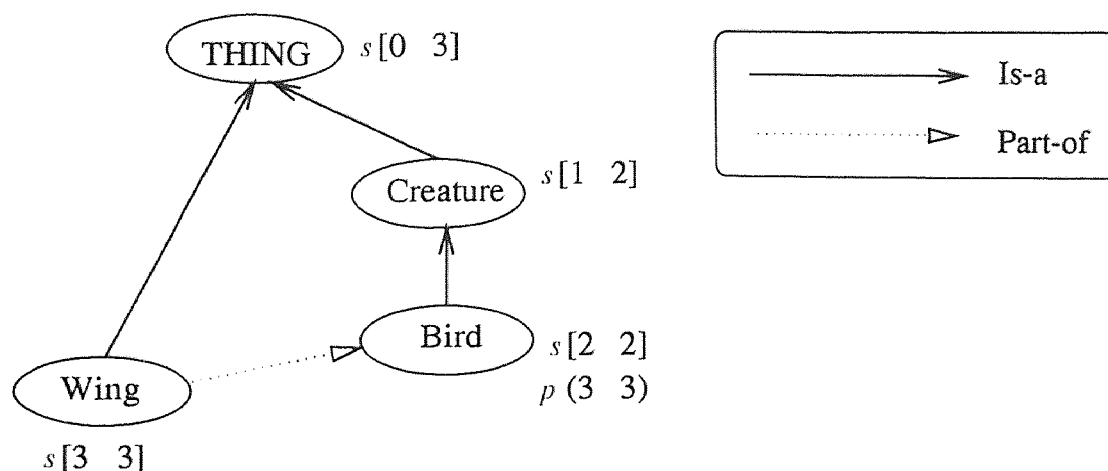 THING s[0 3]
Is-a
Part-of
Creature s[1 2]
Bird s[2 2]
p (3 3)
Wing
s[3 3]